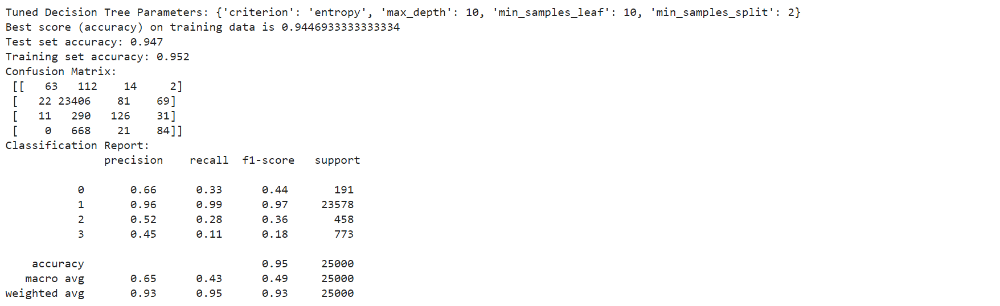 Tuned Decision Tree Parameters: {'criterion': 'entropy', 'max_depth': 10, 'min_samples_leaf': 10, 'min_samples_split': 2}
Best score (accuracy) on training data is 0.9446933333333334
Test set accuracy: 0.947
Training set accuracy: 0.952
Confusion Matrix:
 [[   63   112    14     2]
 [   22 23406    81    69]
 [   11   290   126    31]
 [    0   668    21    84]]
Classification Report:
               precision    recall  f1-score   support
           0       0.66      0.33      0.44       191
           1       0.96      0.99      0.97     23578
           2       0.52      0.28      0.36       458
           3       0.45      0.11      0.18       773
    accuracy                           0.95     25000
   macro avg       0.65      0.43      0.49     25000
weighted avg       0.93      0.95      0.93     25000